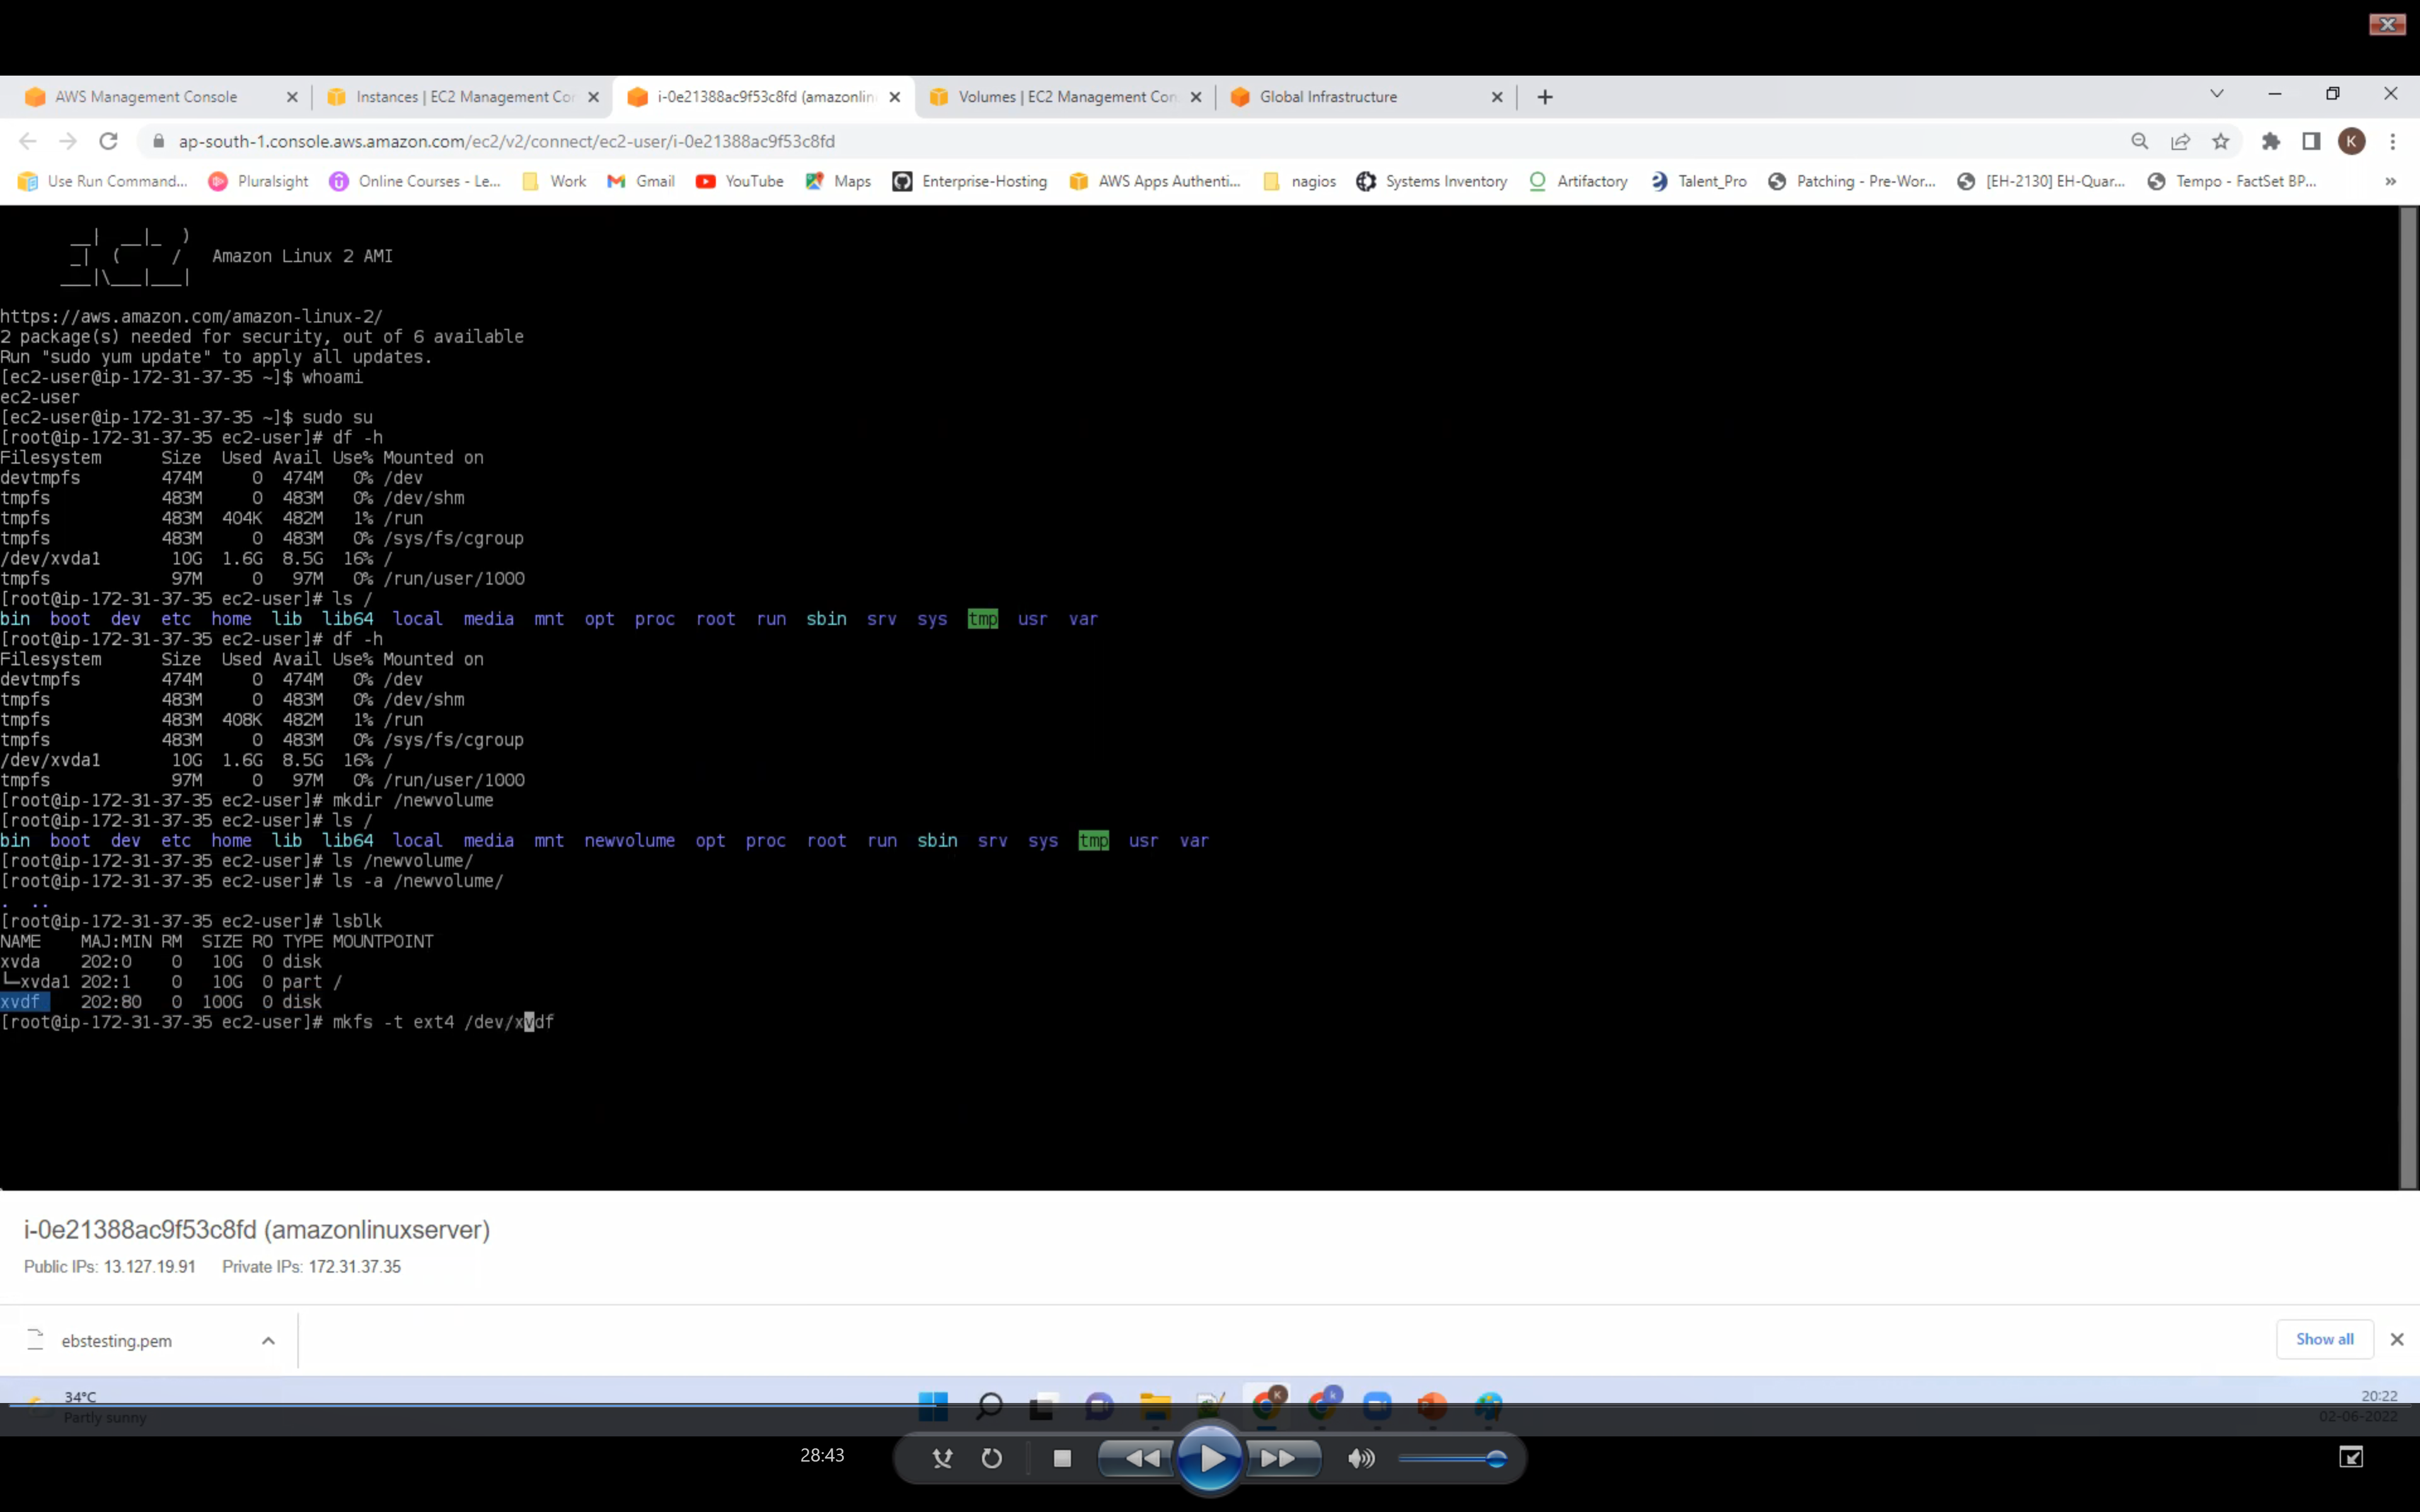 AWS Management Console
Instances | EC2 Management Con
i-0e21388ac9f53c8fd (amazonlin
Volumes | EC2 Management Con
Global Infrastructure
ap-south-1.console.aws.amazon.com/ec2/v2/connect/ec2-user/i-0e21388ac9f53c8fd
K
Use Run Command...
Pluralsight
Online Courses - Le...
Work
Gmail
YouTube
Maps
Enterprise-Hosting
AWS Apps Authenti...
nagios
Systems Inventory
Artifactory
Talent_Pro
Patching - Pre-Wor...
[EH-2130] EH-Quar...
Tempo - FactSet BP...
»
       __|  __|_  )
       _|  (     /   Amazon Linux 2 AMI
      ___|\___|___|
https://aws.amazon.com/amazon-linux-2/
2 package(s) needed for security, out of 6 available
Run "sudo yum update" to apply all updates.
[ec2-user@ip-172-31-37-35 ~]$ whoami
ec2-user
[ec2-user@ip-172-31-37-35 ~]$ sudo su
[root@ip-172-31-37-35 ec2-user]# df -h
Filesystem      Size  Used Avail Use% Mounted on
devtmpfs        474M     0  474M   0% /dev
tmpfs           483M     0  483M   0% /dev/shm
tmpfs           483M  404K  482M   1% /run
tmpfs           483M     0  483M   0% /sys/fs/cgroup
/dev/xvda1       10G  1.6G  8.5G  16% /
tmpfs            97M     0   97M   0% /run/user/1000
[root@ip-172-31-37-35 ec2-user]# ls /
bin  boot  dev  etc  home  lib  lib64  local  media  mnt  opt  proc  root  run  sbin  srv  sys  tmp  usr  var
[root@ip-172-31-37-35 ec2-user]# df -h
Filesystem      Size  Used Avail Use% Mounted on
devtmpfs        474M     0  474M   0% /dev
tmpfs           483M     0  483M   0% /dev/shm
tmpfs           483M  408K  482M   1% /run
tmpfs           483M     0  483M   0% /sys/fs/cgroup
/dev/xvda1       10G  1.6G  8.5G  16% /
tmpfs            97M     0   97M   0% /run/user/1000
[root@ip-172-31-37-35 ec2-user]# mkdir /newvolume
[root@ip-172-31-37-35 ec2-user]# ls /
bin  boot  dev  etc  home  lib  lib64  local  media  mnt  newvolume  opt  proc  root  run  sbin  srv  sys  tmp  usr  var
[root@ip-172-31-37-35 ec2-user]# ls /newvolume/
[root@ip-172-31-37-35 ec2-user]# ls -a /newvolume/
.  ..
[root@ip-172-31-37-35 ec2-user]# lsblk
NAME    MAJ:MIN RM  SIZE RO TYPE MOUNTPOINT
xvda    202:0    0   10G  0 disk
└─xvda1 202:1    0   10G  0 part /
xvdf    202:80   0  100G  0 disk
[root@ip-172-31-37-35 ec2-user]# mkfs -t ext4 /dev/xvdf
i-0e21388ac9f53c8fd (amazonlinuxserver)
Public IPs: 13.127.19.91 Private IPs: 172.31.37.35
ebstesting.pem
Show all
34°C
Partly sunny
K
k
20:22
02-06-2022
28:43